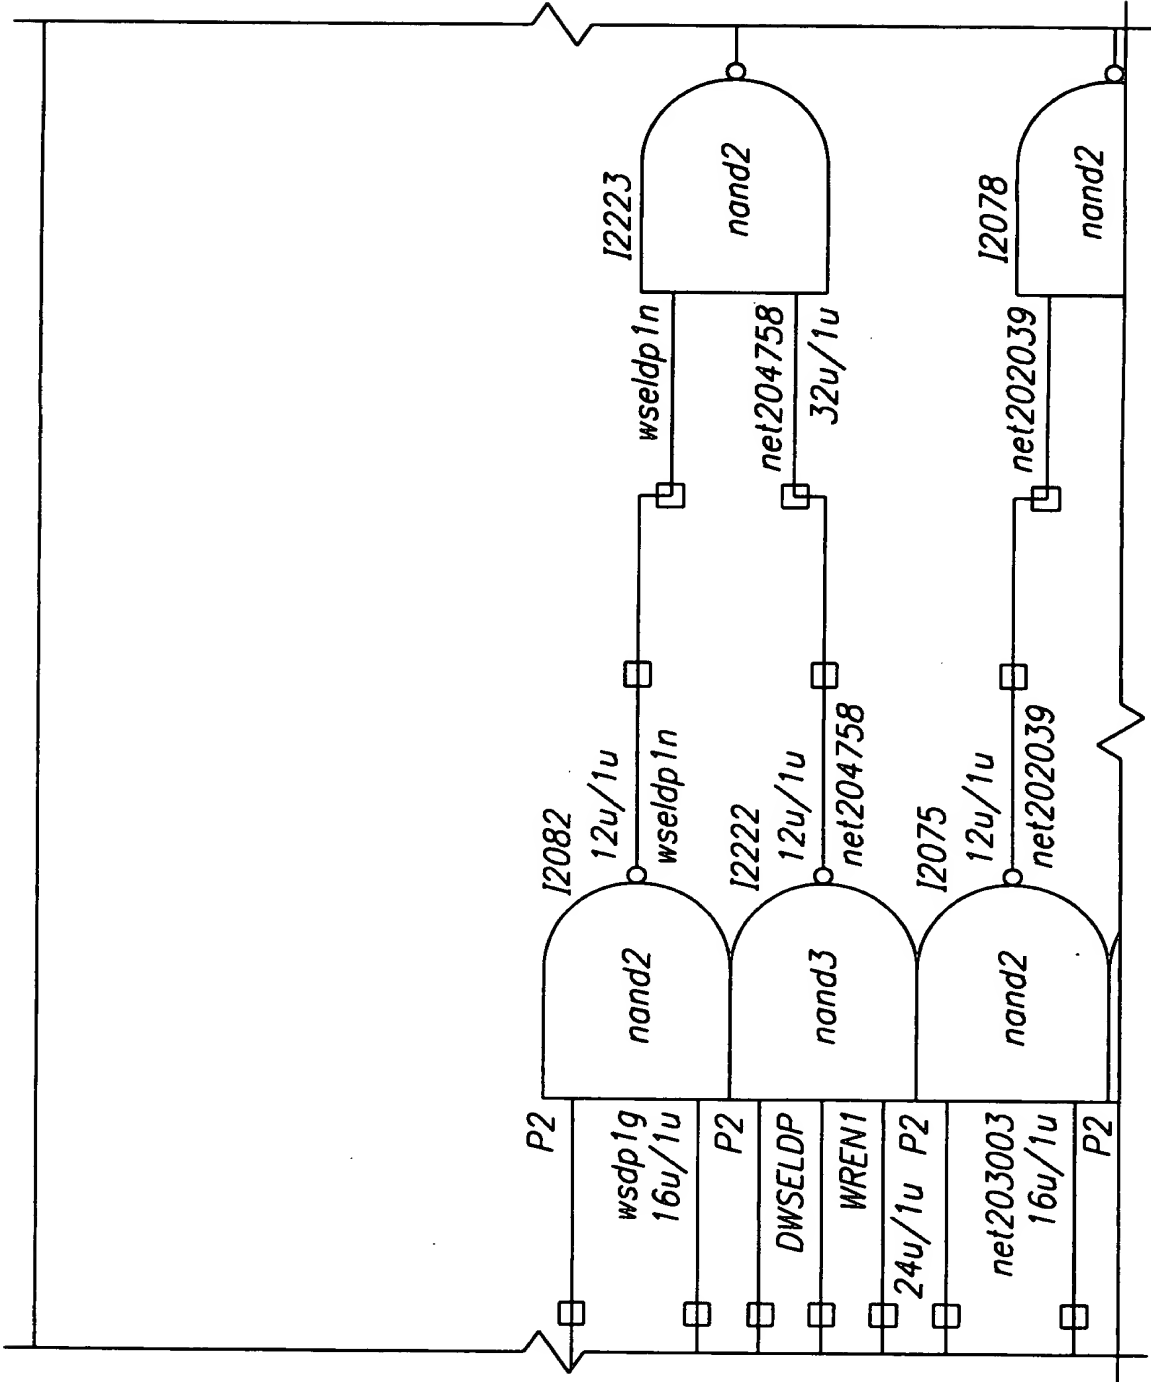 I2223
nand2
wseldp1n
net204758
32u/1u
I2078
nand2
net202039
I2082
12u/1u
wseldp1n
nand2
P2
wsdp1g
16u/1u
I2222
12u/1u
net204758
nand3
P2
DWSELDP
WREN1
24u/1u
I2075
12u/1u
net202039
nand2
P2
net203003
16u/1u
P2